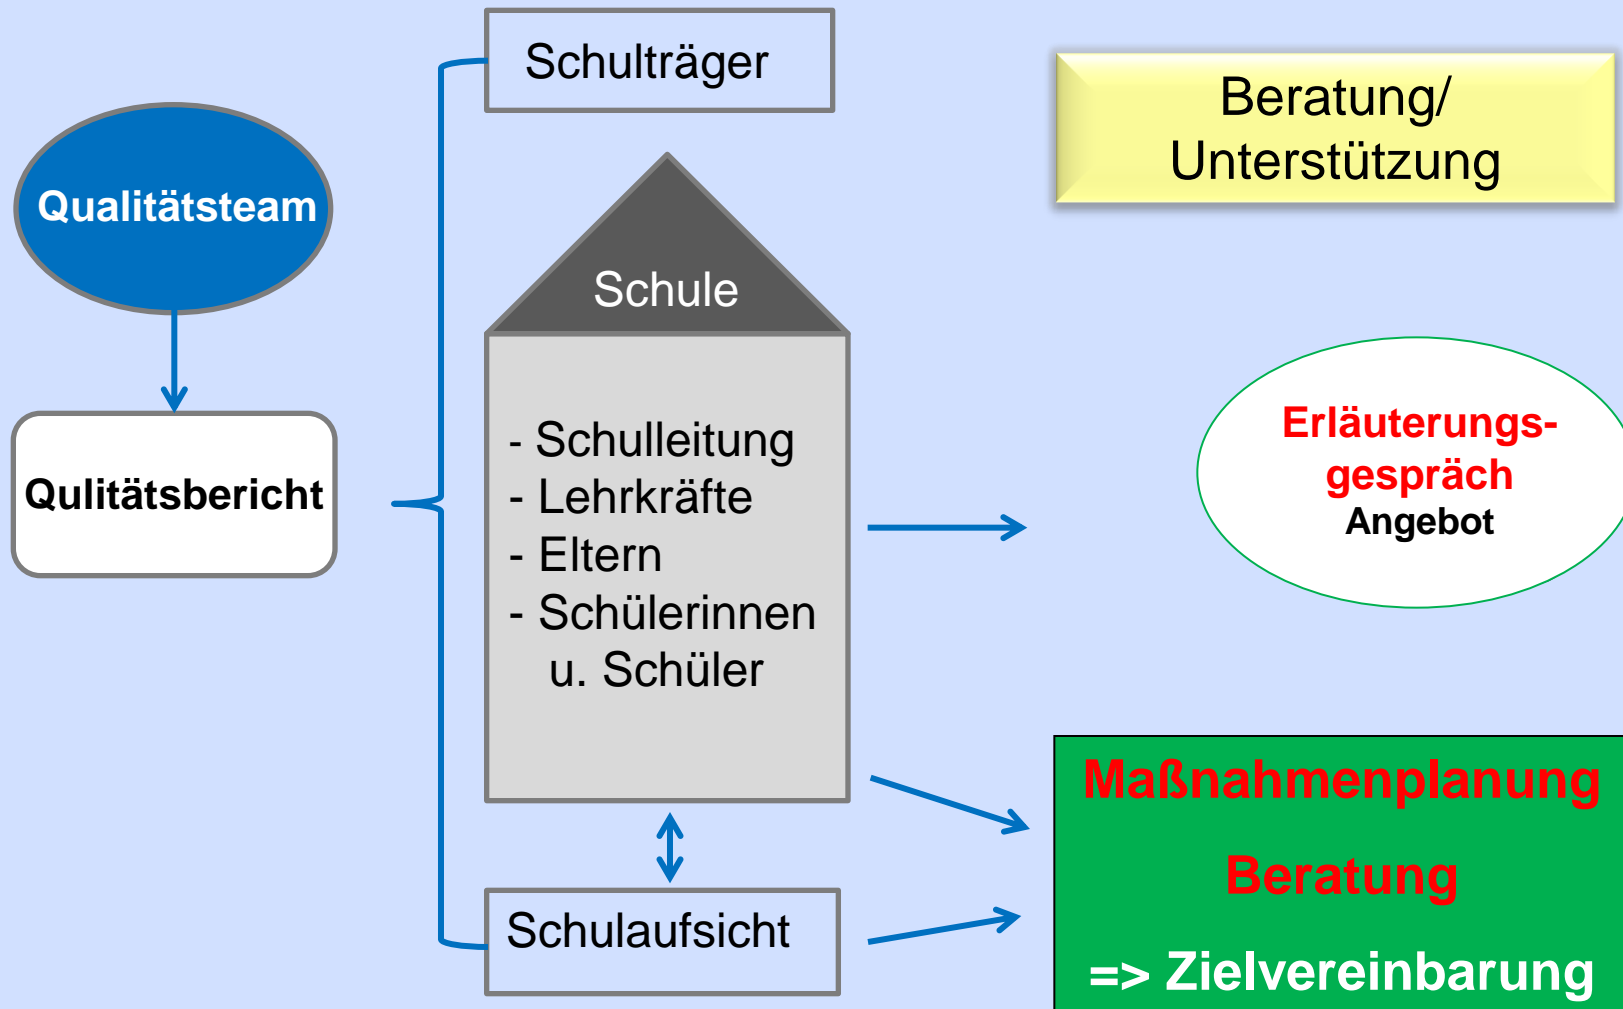 Qualitätsteam
Qulitätsbericht
Schulträger
Schule
- Schulleitung
- Lehrkräfte
- Eltern
- Schülerinnen
u. Schüler
Schulaufsicht
Beratung/
Unterstützung
Erläuterungs-
gespräch
Angebot
Maßnahmenplanung
Beratung
=> Zielvereinbarung